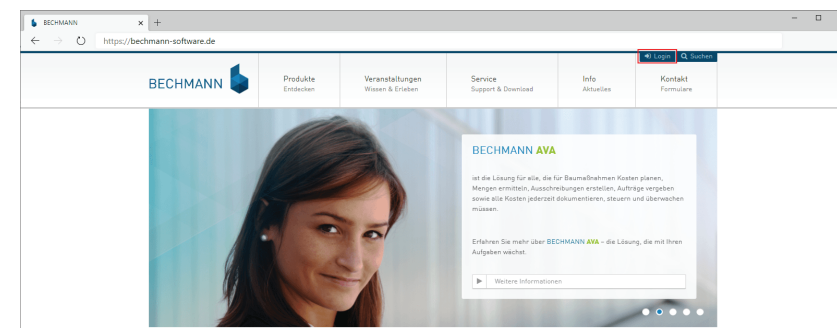 BECHMANN
https://bechmann-software.de
Login Suchen
BECHMANN
Produkte
Entdecken
Veranstaltungen
Wissen & Erleben
Service
Support & Download
Info
Aktuelles
Kontakt
Formulare
BECHMANN AVA
ist die Lösung für alle, die für Baumaßnahmen Kosten planen,
Mengen ermitteln, Ausschreibungen erstellen, Aufträge vergeben
sowie alle Kosten jederzeit dokumentieren, steuern und überwachen
müssen.
Erfahren Sie mehr über BECHMANN AVA – die Lösung, die mit Ihren
Aufgaben wächst.
Weitere Informationen